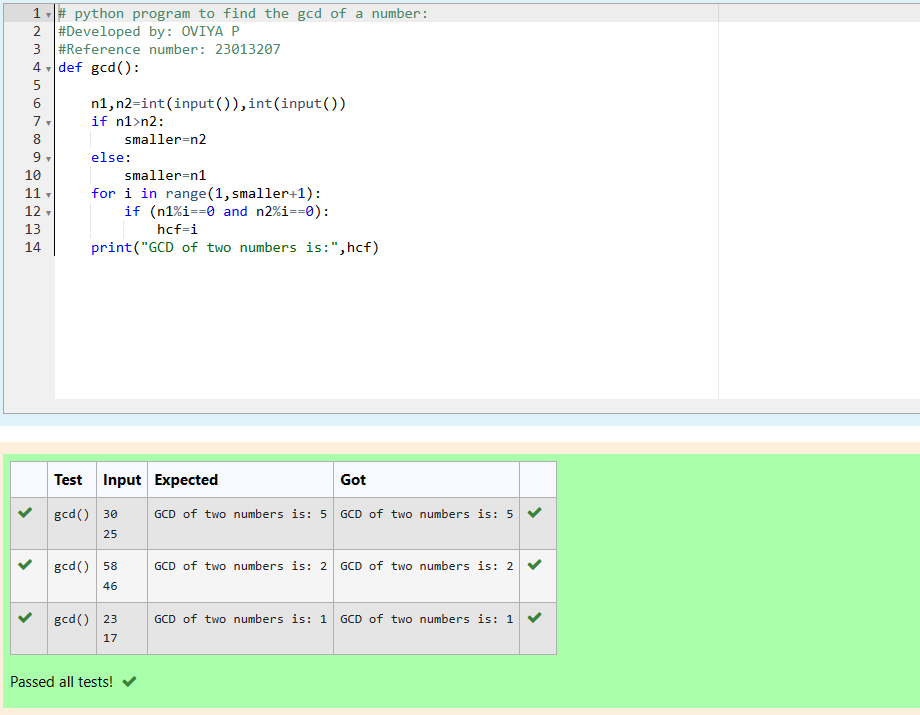 1 # python program to find the gcd of a number:
2 #Developed by: OVIYA P
3 #Reference number: 23013207
4 def gcd():
5
6     n1,n2=int(input()),int(input())
7     if n1>n2:
8         smaller=n2
9     else:
10         smaller=n1
11     for i in range(1,smaller+1):
12         if (n1%i==0 and n2%i==0):
13             hcf=i
14     print("GCD of two numbers is:",hcf)
Test Input Expected Got
gcd() 30 GCD of two numbers is: 5 GCD of two numbers is: 5
25
gcd() 58 GCD of two numbers is: 2 GCD of two numbers is: 2
46
gcd() 23 GCD of two numbers is: 1 GCD of two numbers is: 1
17
Passed all tests!